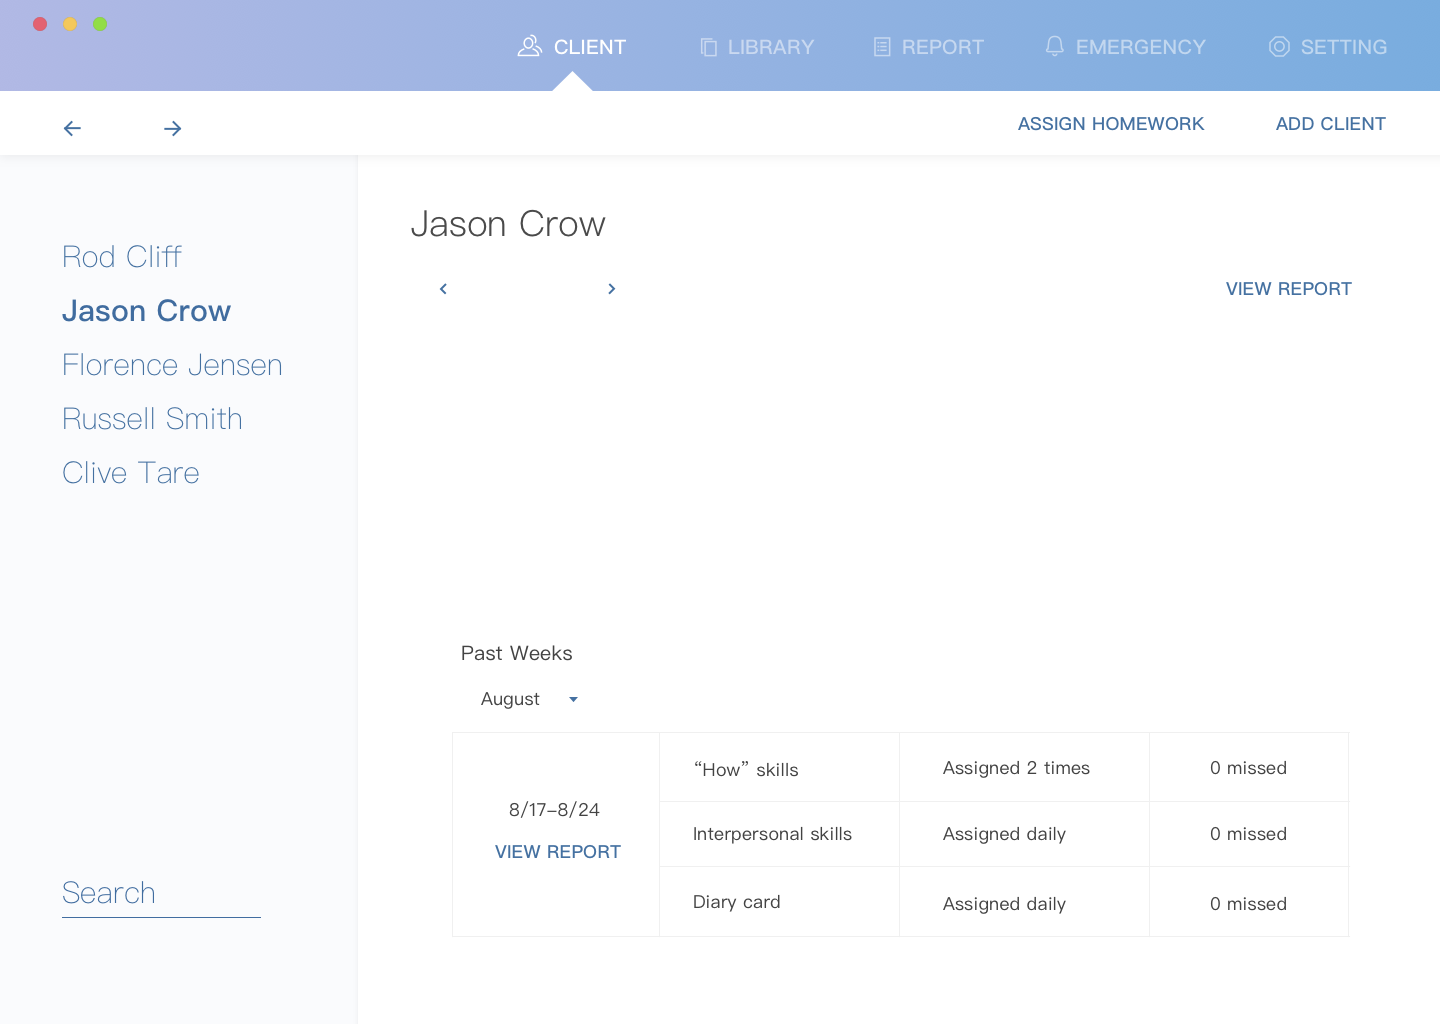 CLIENT
LIBRARY
REPORT
EMERGENCY
SETTING
ASSIGN HOMEWORK
ADD CLIENT
Rod Cliff
Jason Crow
Florence Jensen
Russell Smith
Clive Tare
Search
Jason Crow
VIEW REPORT
Past Weeks
August
8/17–8/24
VIEW REPORT
“How” skills
Assigned 2 times
0 missed
Interpersonal skills
Assigned daily
0 missed
Diary card
Assigned daily
0 missed